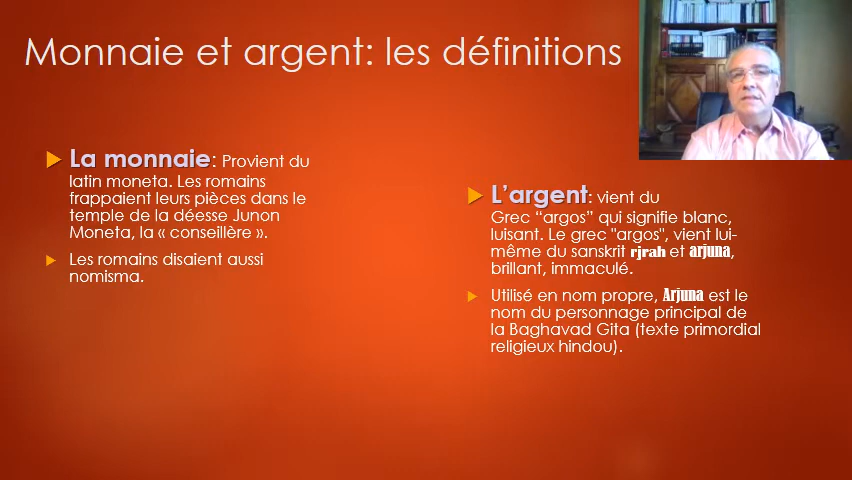 Monnaie et argent: les définitions
La monnaie: Provient du
latin moneta. Les romains
frappaient leurs pièces dans le
temple de la déesse Junon
Moneta, la « conseillère ».
Les romains disaient aussi
nomisma.
L'argent: vient du
Grec “argos” qui signifie blanc,
luisant. Le grec "argos", vient lui-
même du sanskrit rjrah et arjuna,
brillant, immaculé.
Utilisé en nom propre, Arjuna est le
nom du personnage principal de
la Baghavad Gita (texte primordial
religieux hindou).